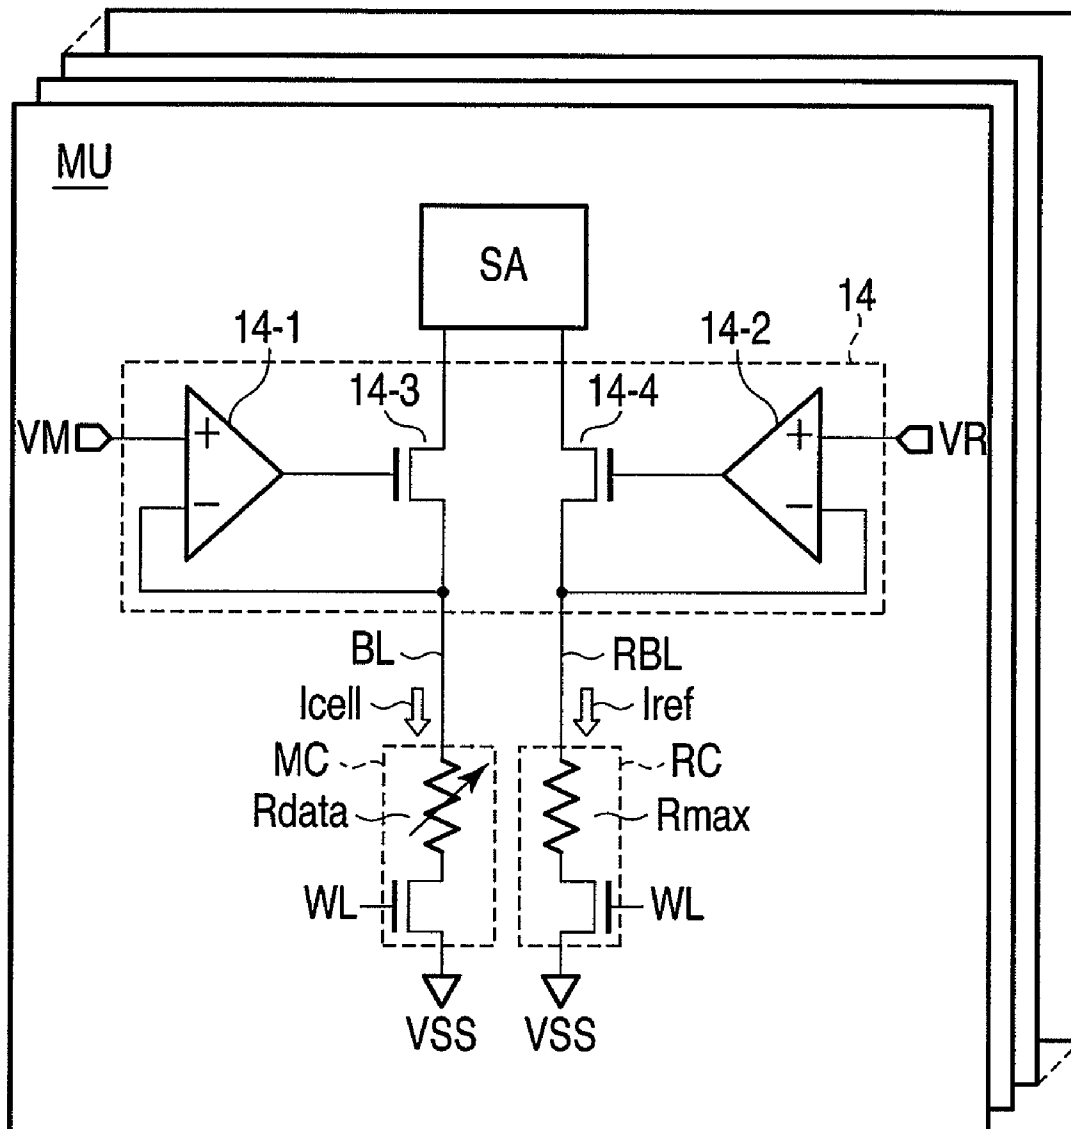 MU
SA
14
14-1
14-2
14-3
14-4
VM
+
+
VR
−
−
BL
RBL
Icell
Iref
MC
RC
Rdata
Rmax
WL
WL
VSS
VSS